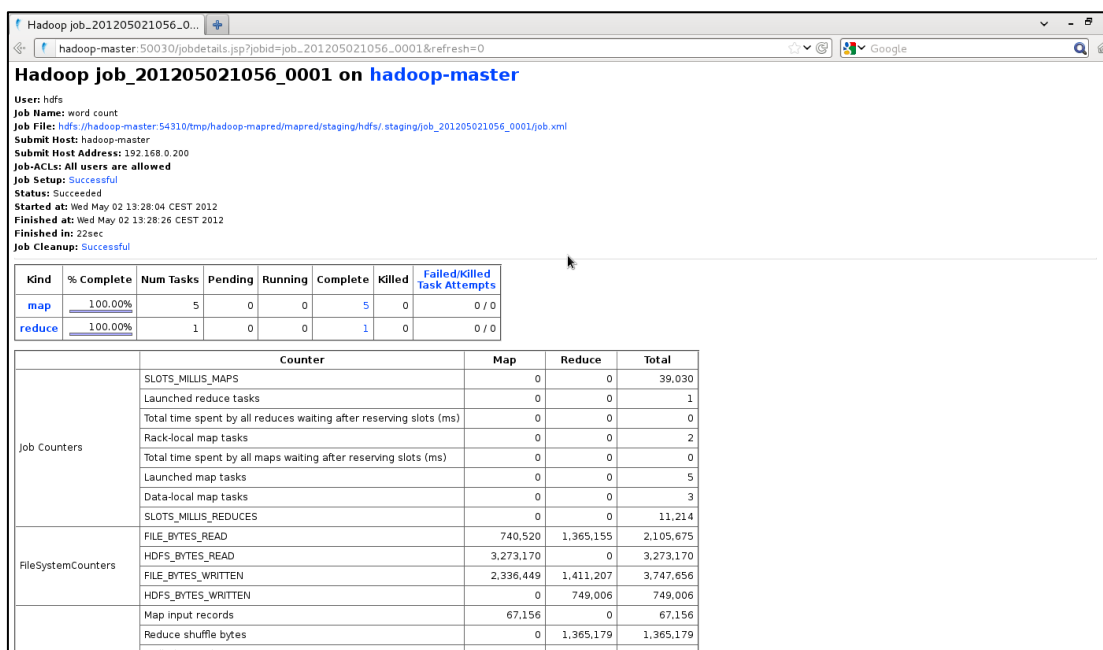 Hadoop job_201205021056_0...
hadoop-master:50030/jobdetails.jsp?jobid=job_201205021056_0001&refresh=0
Google
Hadoop job_201205021056_0001 on hadoop-master
User: hdfs
Job Name: word count
Job File: hdfs://hadoop-master:54310/tmp/hadoop-mapred/mapred/staging/hdfs/.staging/job_201205021056_0001/job.xml
Submit Host: hadoop-master
Submit Host Address: 192.168.0.200
Job-ACLs: All users are allowed
Job Setup: Successful
Status: Succeeded
Started at: Wed May 02 13:28:04 CEST 2012
Finished at: Wed May 02 13:28:26 CEST 2012
Finished in: 22sec
Job Cleanup: Successful
Kind % Complete Num Tasks Pending Running Complete Killed Failed/Killed
Task Attempts
map 100.00% 5 0 0 5 0 0 / 0
reduce 100.00% 1 0 0 1 0 0 / 0
Counter Map Reduce Total
Job Counters
SLOTS_MILLIS_MAPS 0 0 39,030
Launched reduce tasks 0 0 1
Total time spent by all reduces waiting after reserving slots (ms) 0 0 0
Rack-local map tasks 0 0 2
Total time spent by all maps waiting after reserving slots (ms) 0 0 0
Launched map tasks 0 0 5
Data-local map tasks 0 0 3
SLOTS_MILLIS_REDUCES 0 0 11,214
FileSystemCounters
FILE_BYTES_READ 740,520 1,365,155 2,105,675
HDFS_BYTES_READ 3,273,170 0 3,273,170
FILE_BYTES_WRITTEN 2,336,449 1,411,207 3,747,656
HDFS_BYTES_WRITTEN 0 749,006 749,006
Map input records 67,156 0 67,156
Reduce shuffle bytes 0 1,365,179 1,365,179